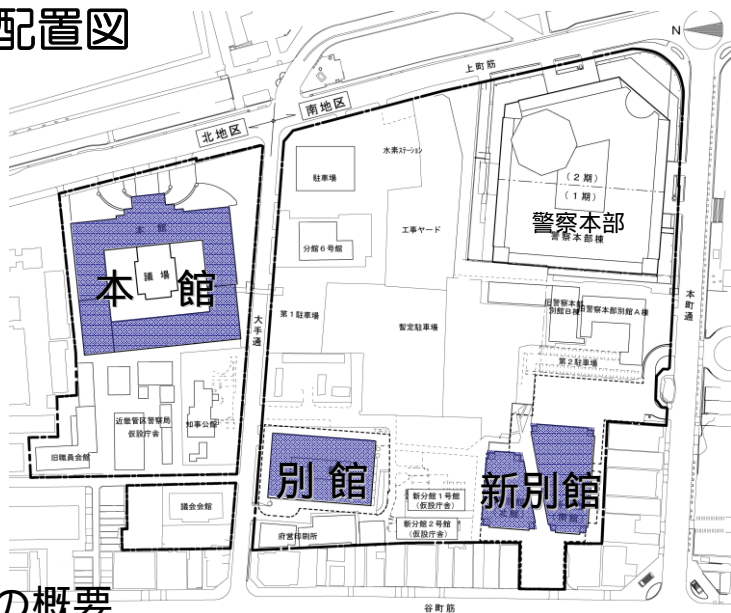 配置図
N
上町筋
南地区
北地区
水素ステーション
駐車場
(2期)
(1期)
警察本部
警察本部棟
本館
分館6号館
工事ヤード
議場
本館
大手通
本町通
第1駐車場
暫定駐車場
旧警察本部
別館B棟
旧警察本部別館A棟
第2駐車場
近畿管区警察局
仮設庁舎
知事公館
旧職員会館
別館
新別館
新分館1号館
(仮設庁舎)
議会会館
新分館2号館
(仮設庁舎)
府営印刷所
谷町筋
の概要